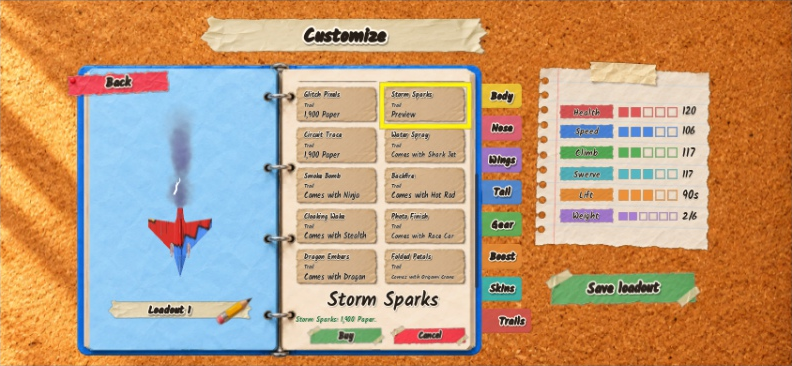 Customize
Back
Loadout 1
Glitch Pixels
Trail
1,900 Paper
Storm Sparks
Trail
Preview
Circuit Trace
Trail
1,900 Paper
Water Spray
Trail
Comes with Shark Jet
Smoke Bomb
Trail
Comes with Ninja
Backfire
Trail
Comes with Hot Rod
Cloaking Wake
Trail
Comes with Stealth
Photo Finish
Trail
Comes with Race Car
Dragon Embers
Trail
Comes with Dragon
Folded Petals
Trail
Comes with Origami Crane
Storm Sparks
Storm Sparks: 1,900 Paper.
Buy
Cancel
Body
Nose
Wings
Tail
Gear
Boost
Skins
Trails
Health 120
Speed 106
Climb 117
Swerve 117
Lift 90s
Weight 2/6
Save loadout